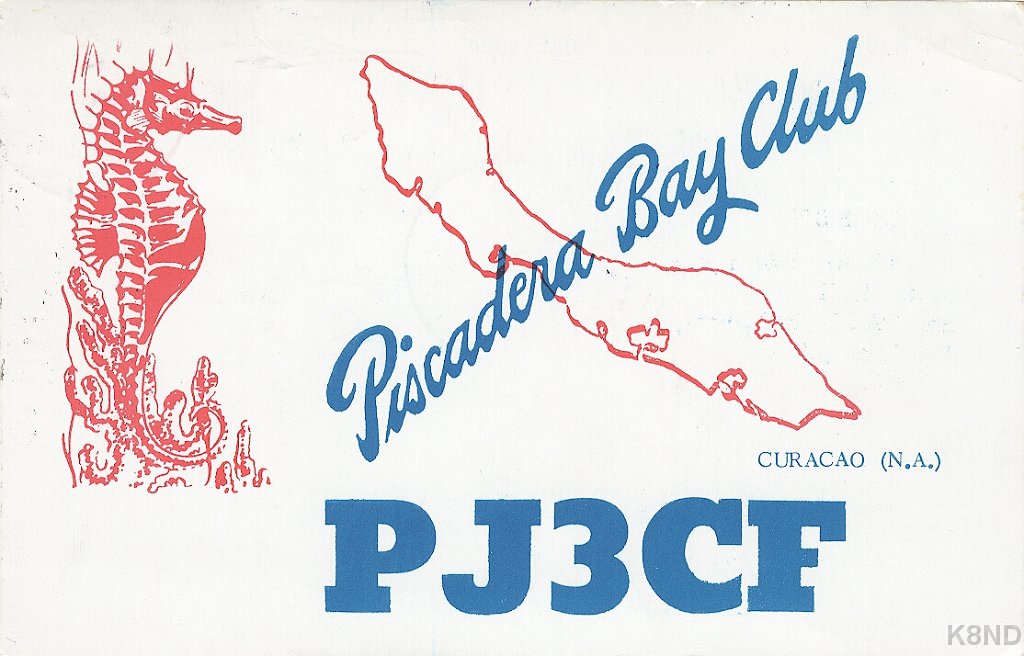 Piscadera Bay Club
CURACAO (N.A.)
PJ3CF
K8ND